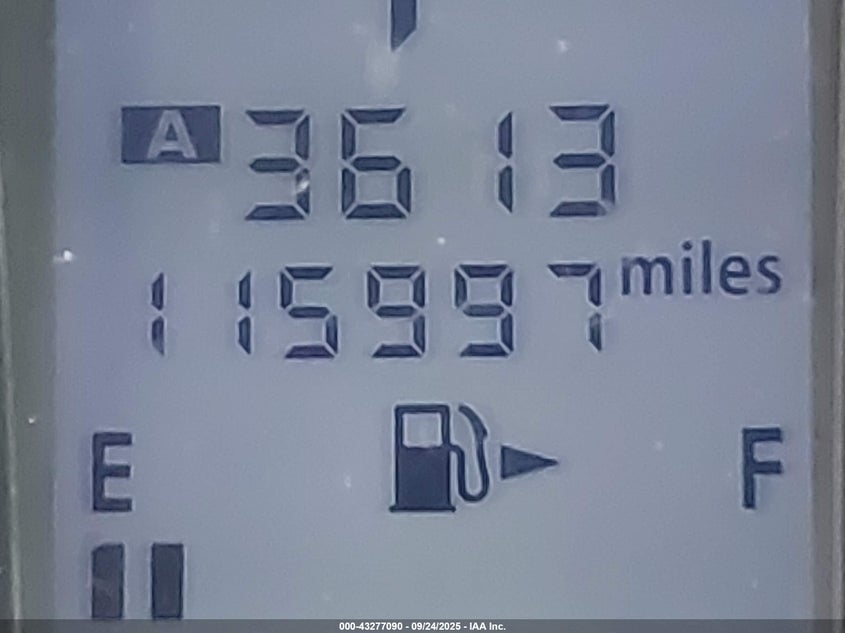 A 3613
115997 miles
E F
000-43277090 - 09/24/2025 - IAA Inc.